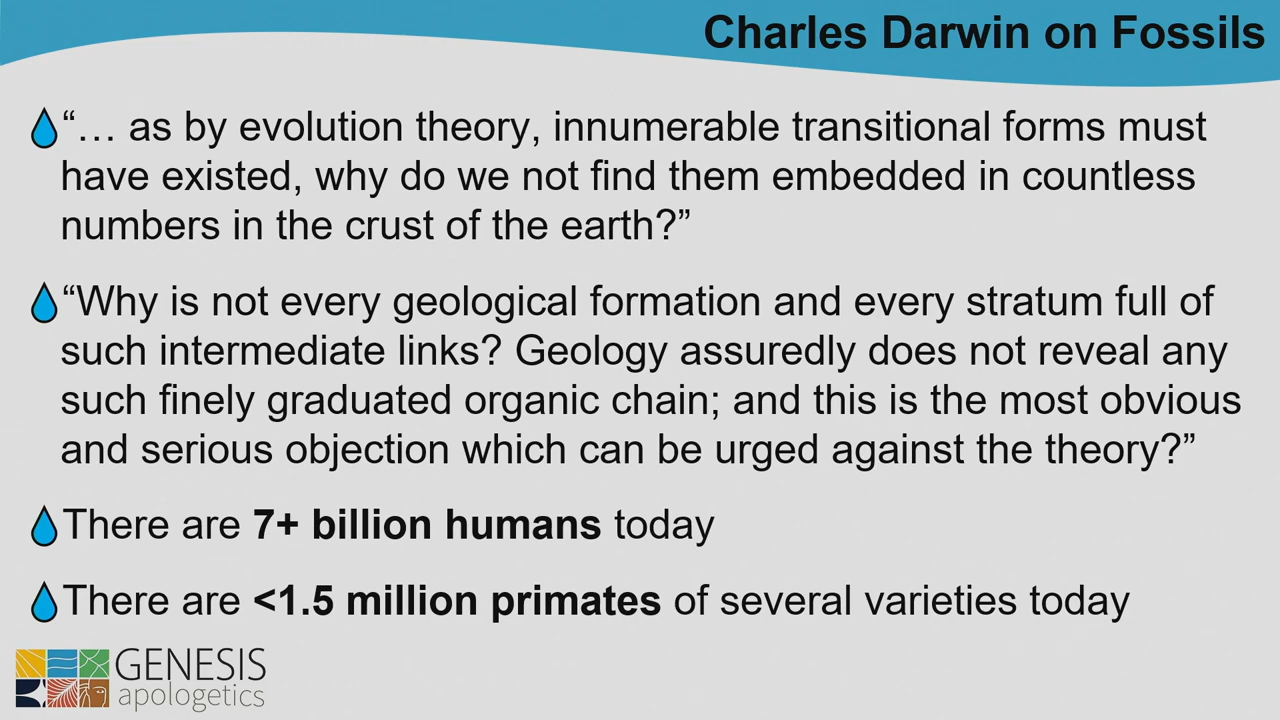 Charles Darwin on Fossils
“… as by evolution theory, innumerable transitional forms must
have existed, why do we not find them embedded in countless
numbers in the crust of the earth?”
“Why is not every geological formation and every stratum full of
such intermediate links? Geology assuredly does not reveal any
such finely graduated organic chain; and this is the most obvious
and serious objection which can be urged against the theory?”
There are 7+ billion humans today
There are <1.5 million primates of several varieties today
GENESIS
apologetics